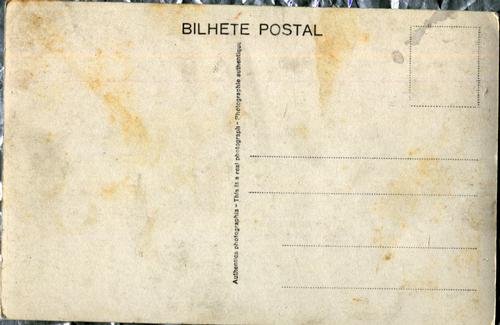 BILHETE POSTAL
Authentica photographia - This is a real photograph - Photographie authentique